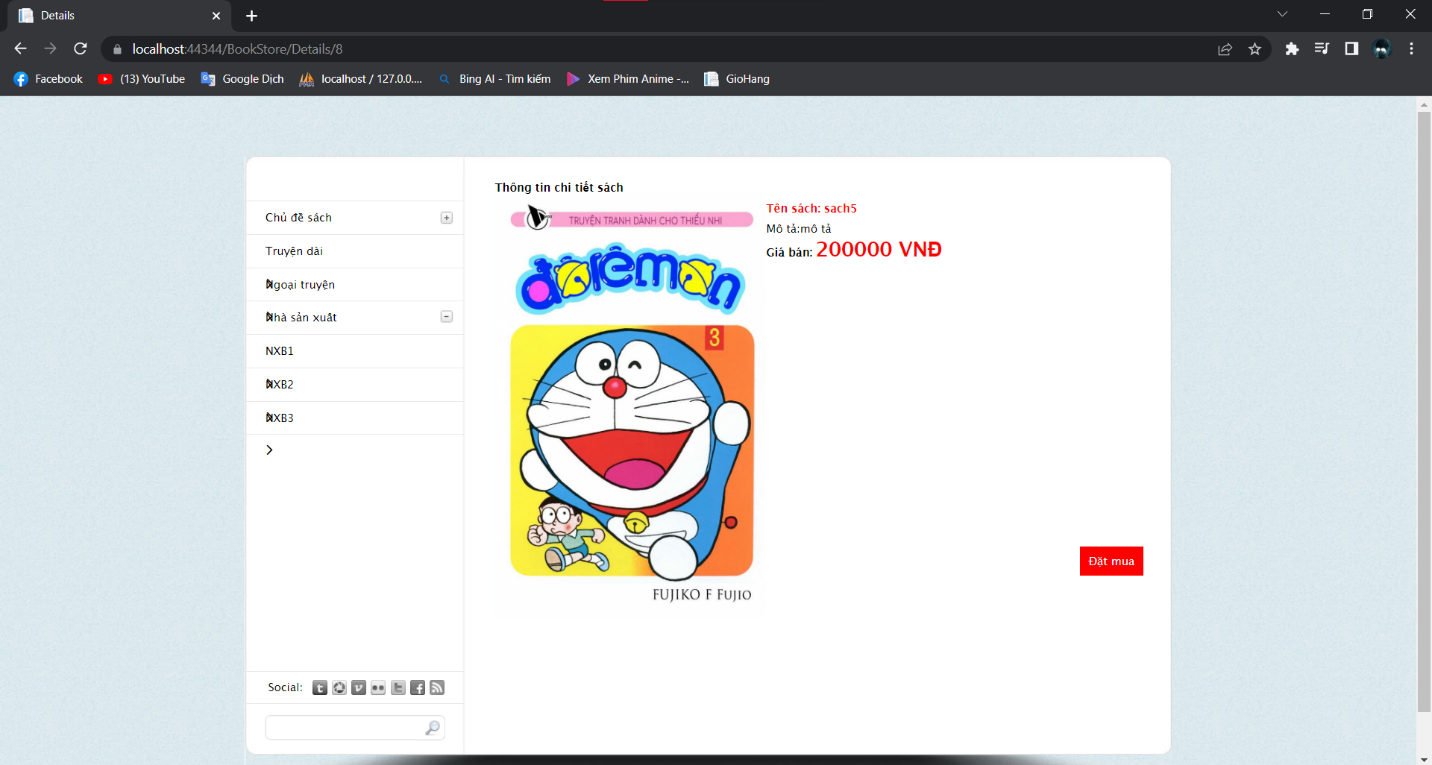 Details
localhost:44344/BookStore/Details/8
Facebook
(13) YouTube
Google Dịch
localhost / 127.0.0....
Bing AI - Tìm kiếm
Xem Phim Anime -...
GioHang
Chủ đề sách
Truyện dài
Ngoại truyện
Nhà sản xuất
NXB1
NXB2
NXB3
Social:
Thông tin chi tiết sách
TRUYỆN TRANH DÀNH CHO THIẾU NHI
đôrêmon
3
FUJIKO F FUJIO
Tên sách: sach5
Mô tả:mô tả
Giá bán: 200000 VNĐ
Đặt mua